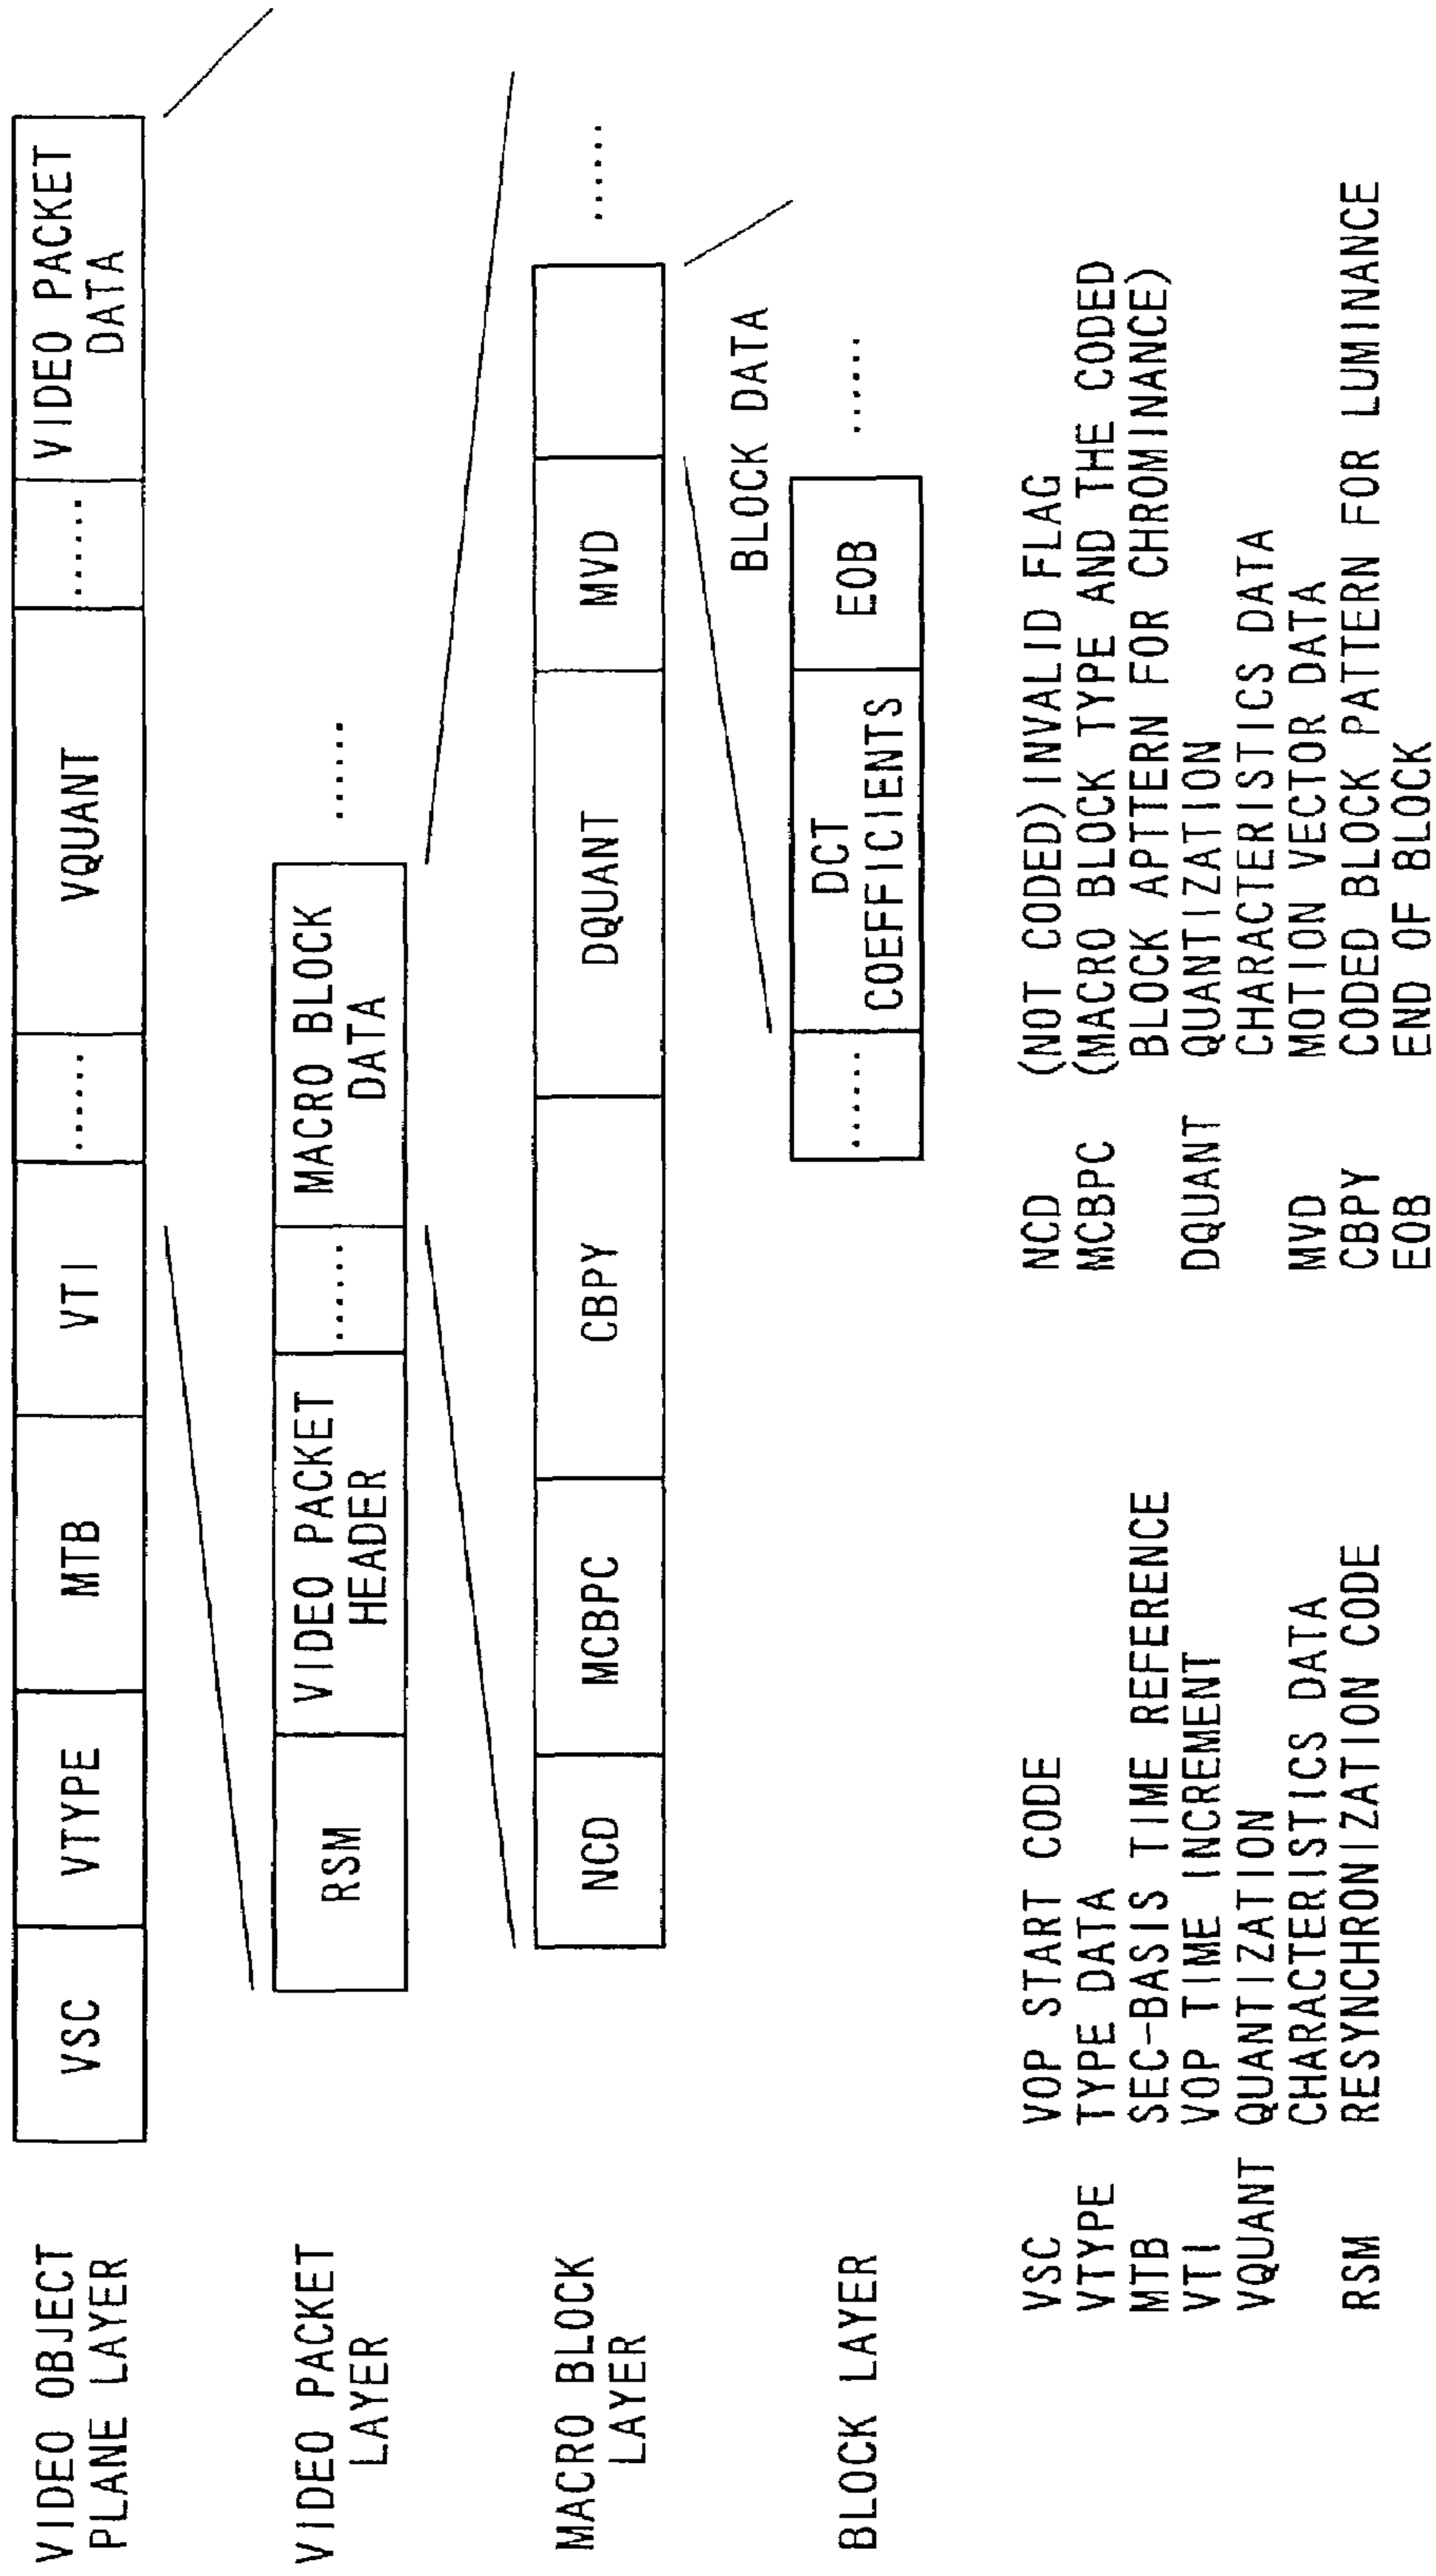 VIDEO OBJECT
PLANE LAYER
VSC
VTYPE
MTB
VTI
......
VQUANT
......
VIDEO PACKET
DATA
VIDEO PACKET
LAYER
RSM
VIDEO PACKET
HEADER
......
MACRO BLOCK
DATA
......
MACRO BLOCK
LAYER
NCD
MCBPC
CBPY
DQUANT
MVD
......
BLOCK DATA
BLOCK LAYER
......
DCT
COEFFICIENTS
EOB
......
VSC VOP START CODE
VTYPE TYPE DATA
MTB SEC-BASIS TIME REFERENCE
VTI VOP TIME INCREMENT
VQUANT QUANTIZATION
CHARACTERISTICS DATA
RSM RESYNCHRONIZATION CODE
NCD (NOT CODED)INVALID FLAG
MCBPC (MACRO BLOCK TYPE AND THE CODED
BLOCK APTTERN FOR CHROMINANCE)
DQUANT QUANTIZATION
CHARACTERISTICS DATA
MVD MOTION VECTOR DATA
CBPY CODED BLOCK PATTERN FOR LUMINANCE
EOB END OF BLOCK